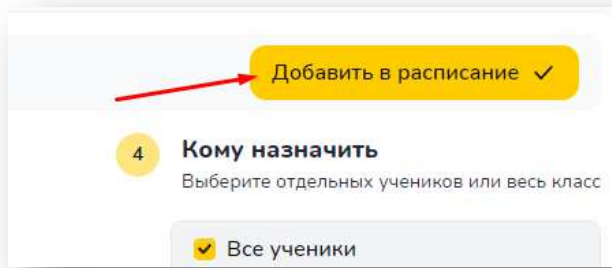 Добавить в расписание
4
Кому назначить
Выберите отдельных учеников или весь класс
Все ученики